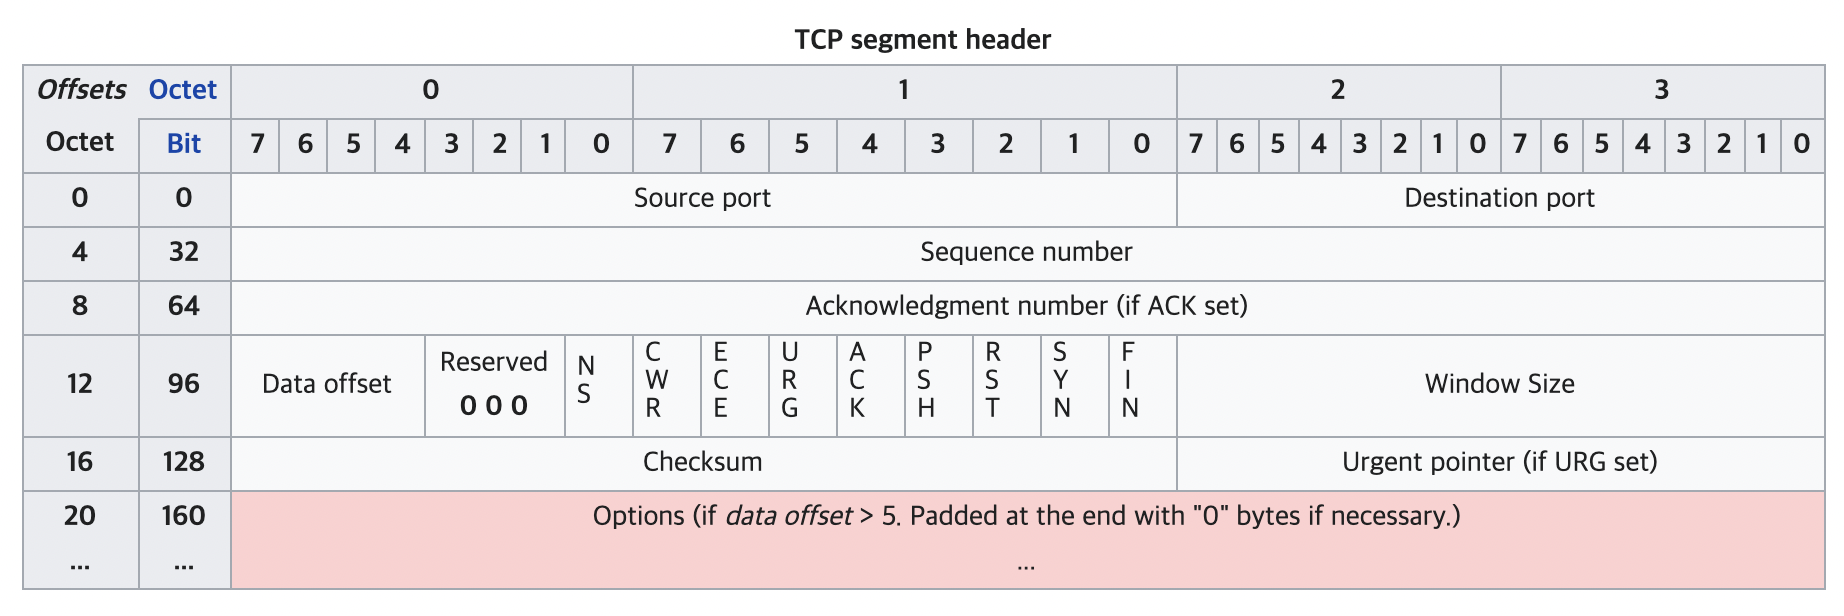 TCP segment header
Offsets Octet 0 1 2 3
Octet Bit 7 6 5 4 3 2 1 0 7 6 5 4 3 2 1 0 7 6 5 4 3 2 1 0 7 6 5 4 3 2 1 0
0 0 Source port Destination port
4 32 Sequence number
8 64 Acknowledgment number (if ACK set)
12 96 Data offset Reserved 0 0 0 NS CWR ECE URG ACK PSH RST SYN FIN Window Size
16 128 Checksum Urgent pointer (if URG set)
20 160 Options (if data offset > 5. Padded at the end with "0" bytes if necessary.)
... ... ...